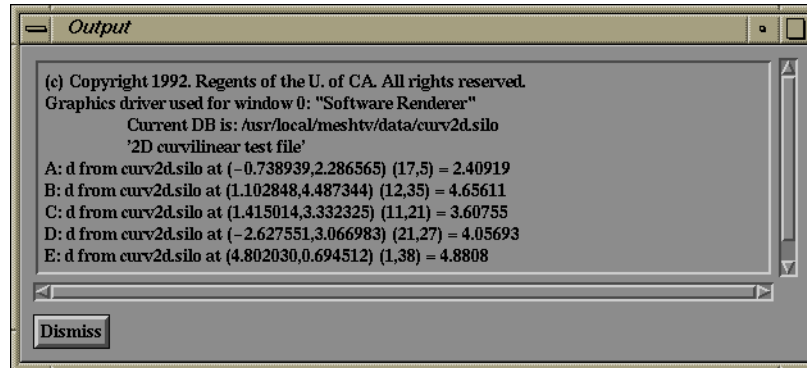 Output
(c) Copyright 1992. Regents of the U. of CA. All rights reserved.
Graphics driver used for window 0: "Software Renderer"
Current DB is: /usr/local/meshtv/data/curv2d.silo
'2D curvilinear test file'
A: d from curv2d.silo at (−0.738939,2.286565) (17,5) = 2.40919
B: d from curv2d.silo at (1.102848,4.487344) (12,35) = 4.65611
C: d from curv2d.silo at (1.415014,3.332325) (11,21) = 3.60755
D: d from curv2d.silo at (−2.627551,3.066983) (21,27) = 4.05693
E: d from curv2d.silo at (4.802030,0.694512) (1,38) = 4.8808
Dismiss